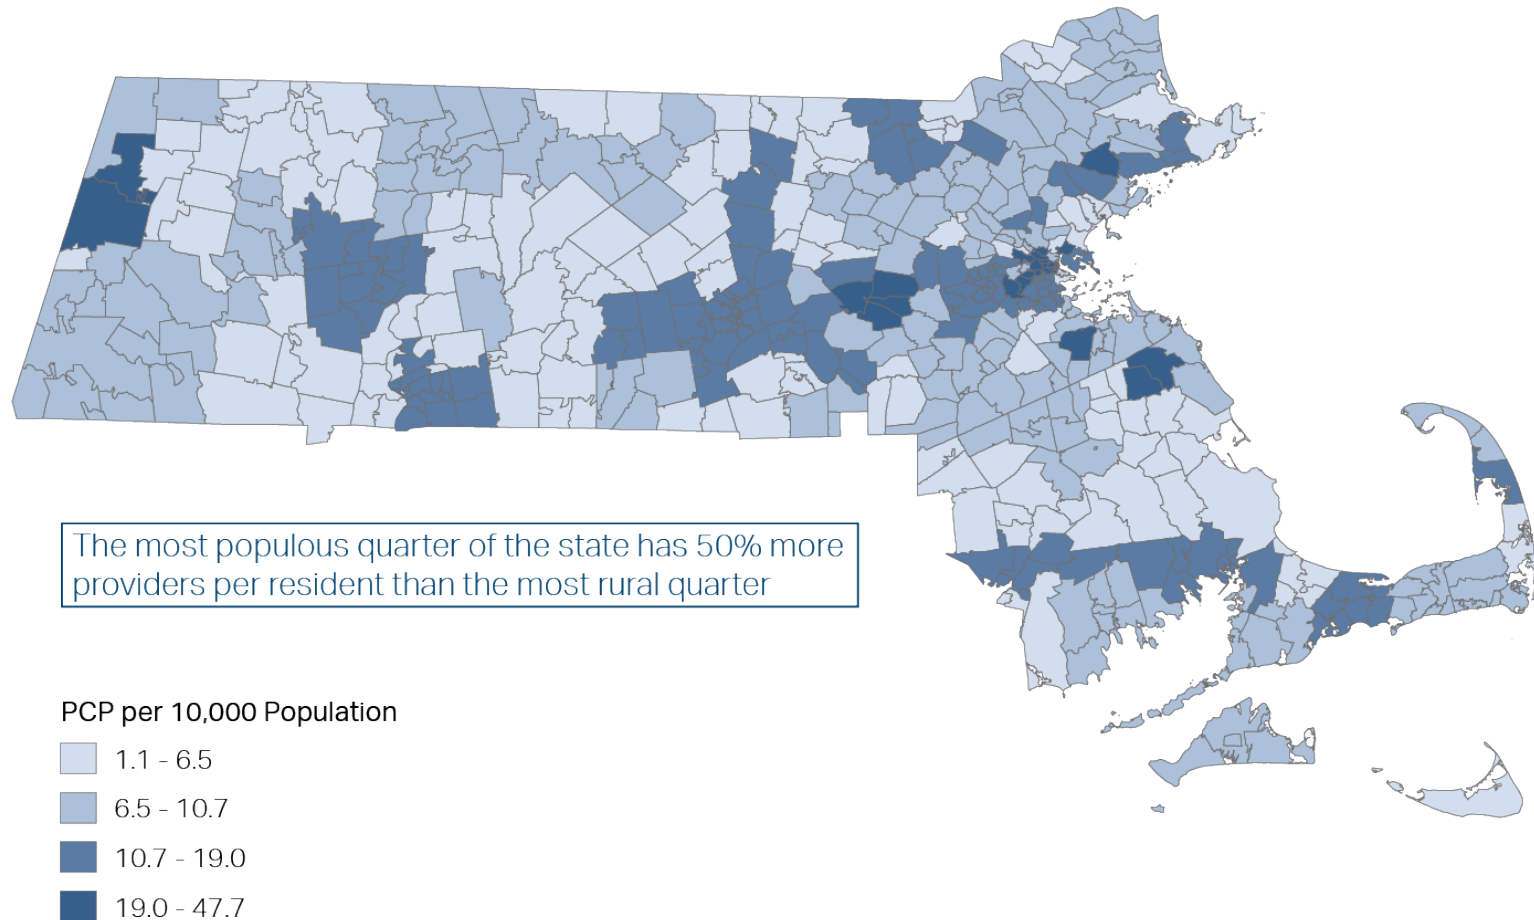 The most populous quarter of the state has 50% more
providers per resident than the most rural quarter
PCP per 10,000 Population
1.1 - 6.5
6.5 - 10.7
10.7 - 19.0
19.0 - 47.7